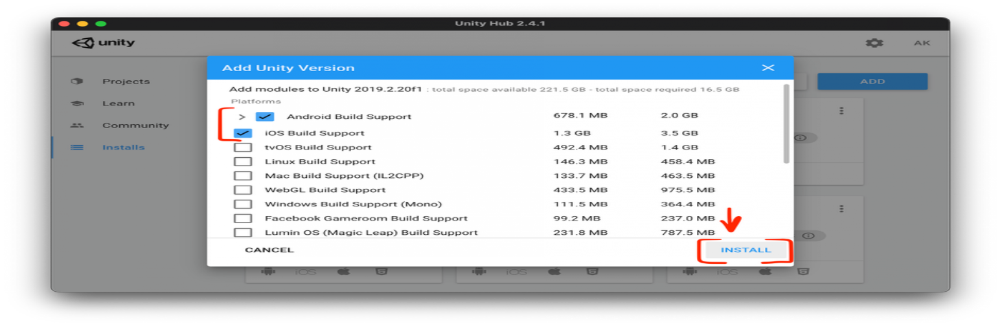 Unity Hub 2.4.1
unity
AK
Add Unity Version
Projects
ADD
Add modules to Unity 2019.2.20f1 : total space available 221.5 GB - total space required 16.5 GB
Learn
Platforms
Android Build Support 678.1 MB 2.0 GB
Community
iOS Build Support 1.3 GB 3.5 GB
Installs
tvOS Build Support 492.4 MB 1.4 GB
Linux Build Support 146.3 MB 458.4 MB
Mac Build Support (IL2CPP) 133.7 MB 463.5 MB
WebGL Build Support 433.5 MB 975.5 MB
Windows Build Support (Mono) 111.5 MB 364.4 MB
Facebook Gameroom Build Support 99.2 MB 237.0 MB
Lumin OS (Magic Leap) Build Support 231.8 MB 787.5 MB
CANCEL INSTALL
iOS iOS iOS